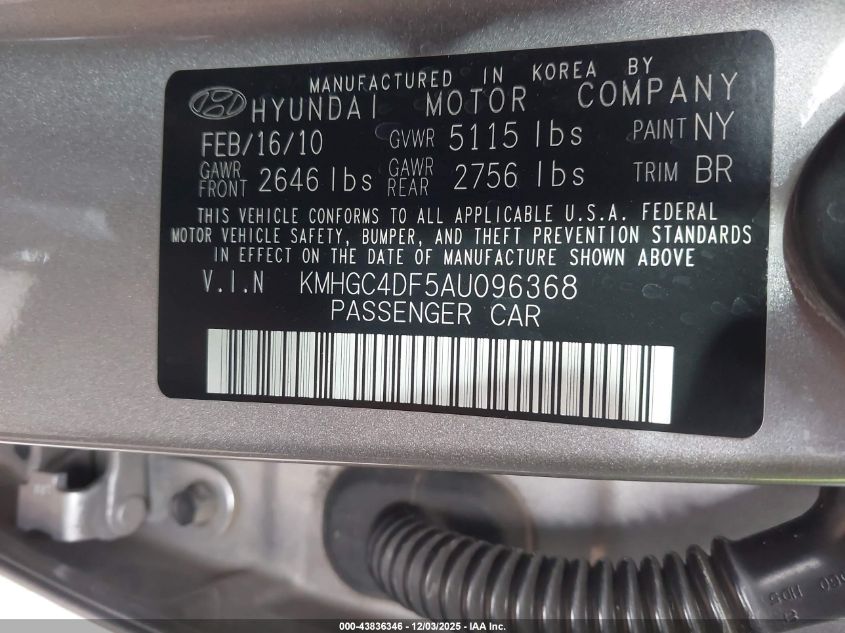 MANUFACTURED IN KOREA BY
HYUNDAI MOTOR COMPANY
FEB/16/10 GVWR 5115 lbs PAINT NY
GAWR FRONT 2646 lbs GAWR REAR 2756 lbs TRIM BR
THIS VEHICLE CONFORMS TO ALL APPLICABLE U.S.A. FEDERAL
MOTOR VEHICLE SAFETY, BUMPER, AND THEFT PREVENTION STANDARDS
IN EFFECT ON THE DATE OF MANUFACTURE SHOWN ABOVE
V.I.N KMHGC4DF5AU096368
PASSENGER CAR
000-43836346 - 12/03/2025 - IAA Inc.